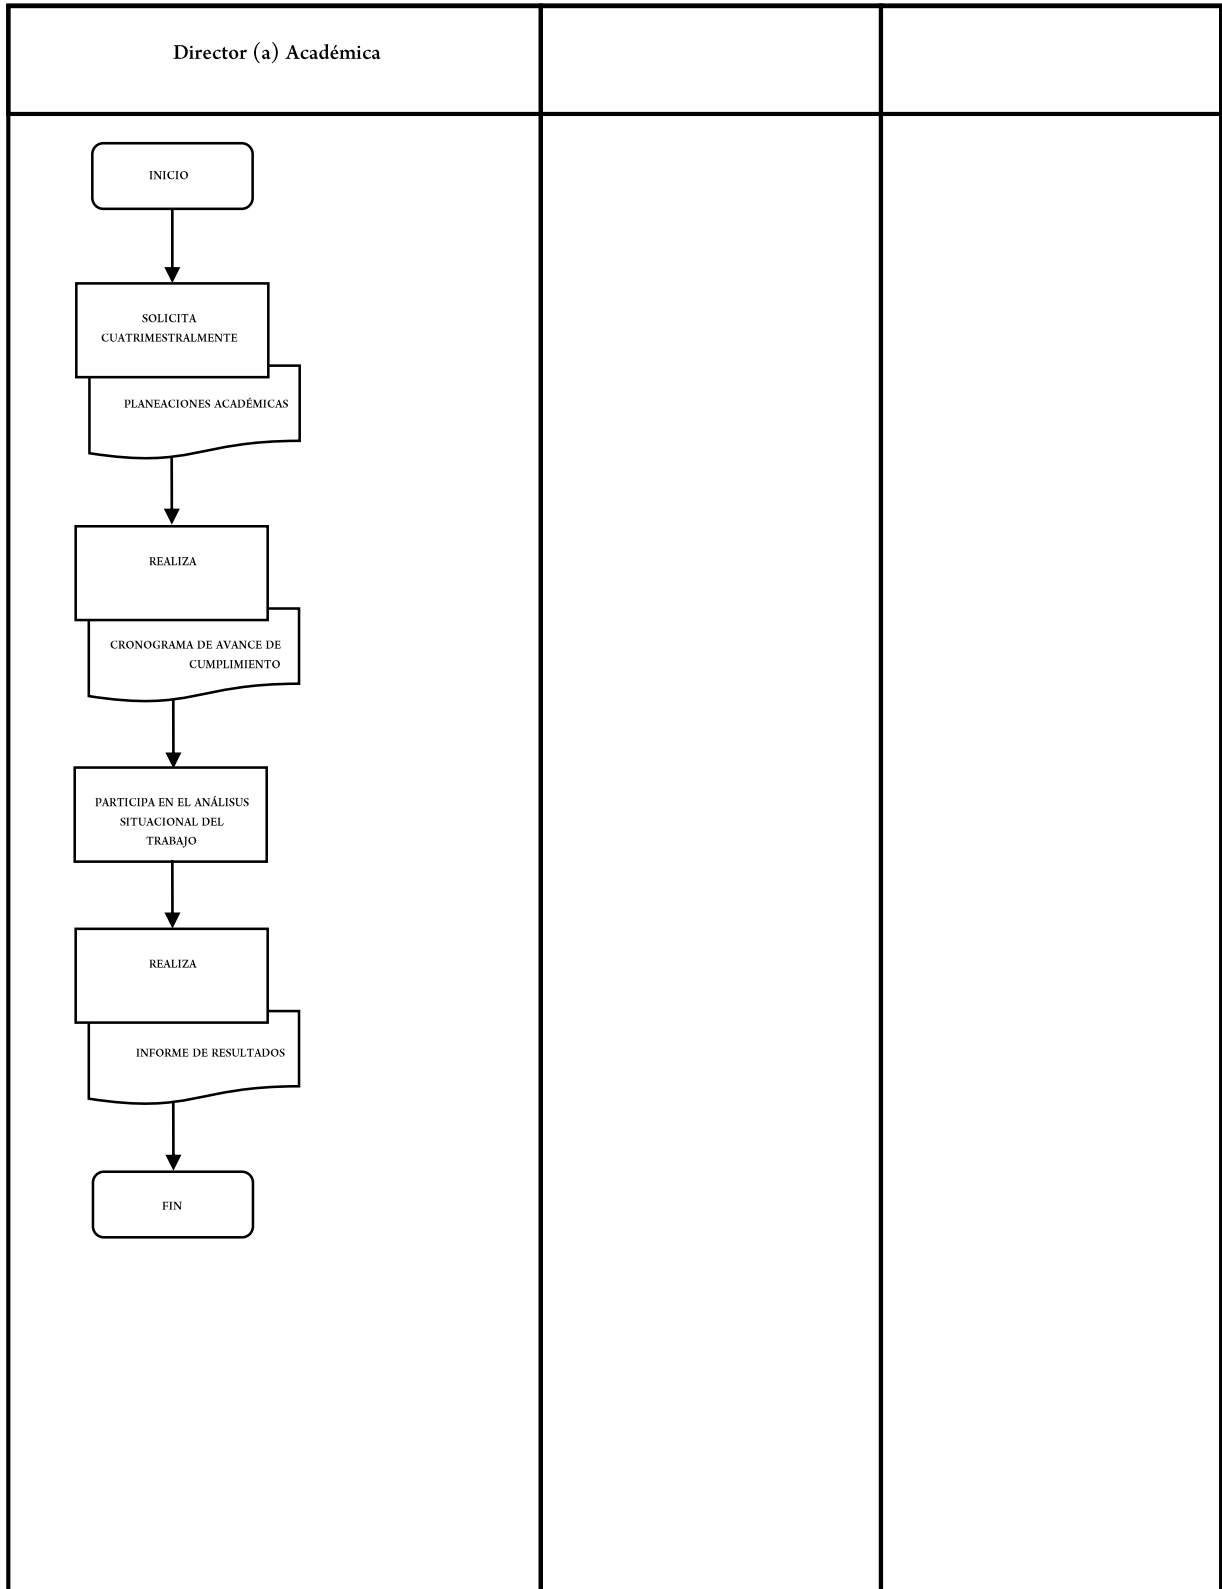 Director (a) Académica
INICIO
SOLICITA
CUATRIMESTRALMENTE
PLANEACIONES ACADÉMICAS
REALIZA
CRONOGRAMA DE AVANCE DE
CUMPLIMIENTO
PARTICIPA EN EL ANÁLISUS
SITUACIONAL DEL
TRABAJO
REALIZA
INFORME DE RESULTADOS
FIN